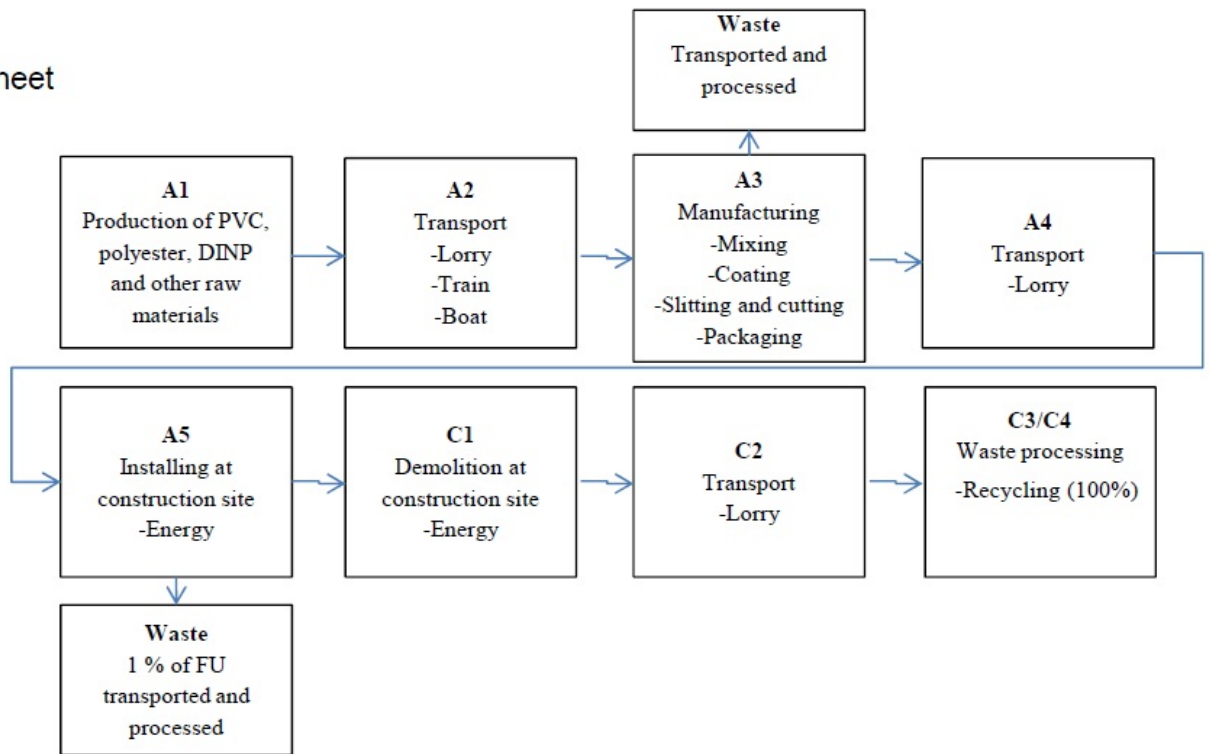 Waste
Transported and
processed
A1
Production of PVC,
polyester, DINP
and other raw
materials
A2
Transport
-Lorry
-Train
-Boat
A3
Manufacturing
-Mixing
-Coating
-Slitting and cutting
-Packaging
A4
Transport
-Lorry
A5
Installing at
construction site
-Energy
C1
Demolition at
construction site
-Energy
C2
Transport
-Lorry
C3/C4
Waste processing
-Recycling (100%)
Waste
1 % of FU
transported and
processed